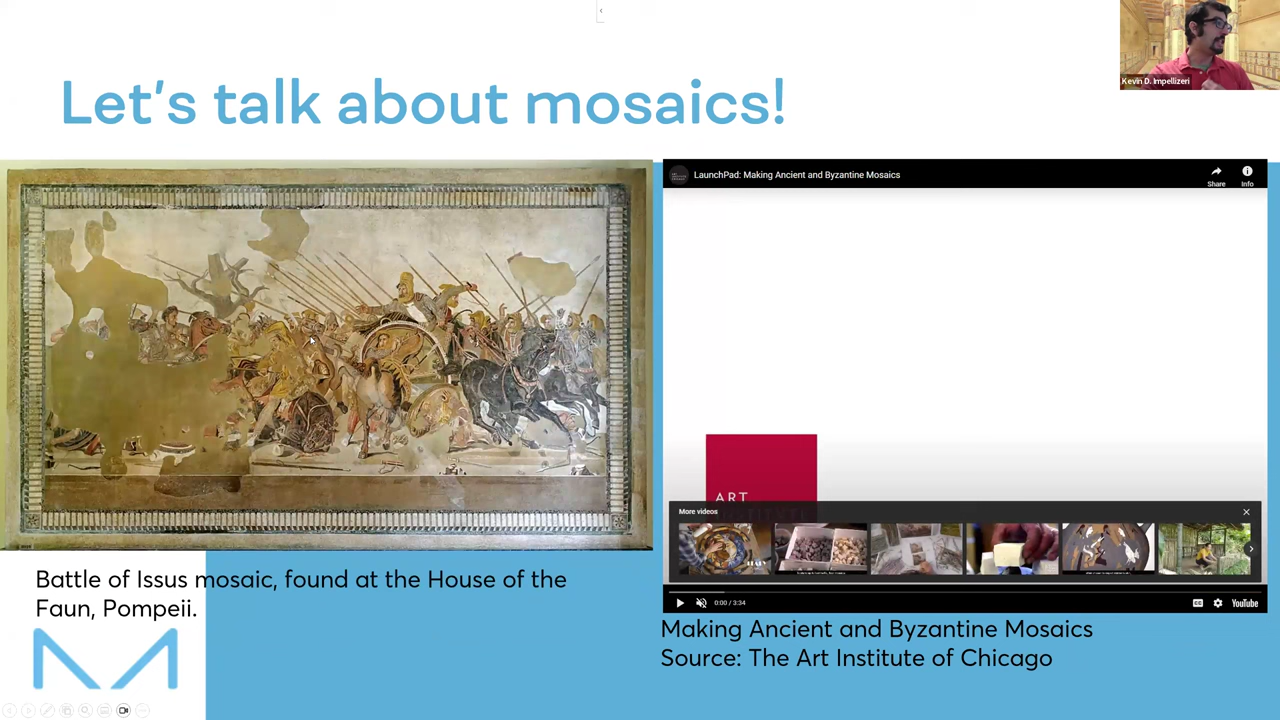 Let's talk about mosaics!
Kevin D. Impellizeri
LaunchPad: Making Ancient and Byzantine Mosaics
Share
Info
ART
More videos
0:00 / 3:34
CC
YouTube
Battle of Issus mosaic, found at the House of the
Faun, Pompeii.
Making Ancient and Byzantine Mosaics
Source: The Art Institute of Chicago